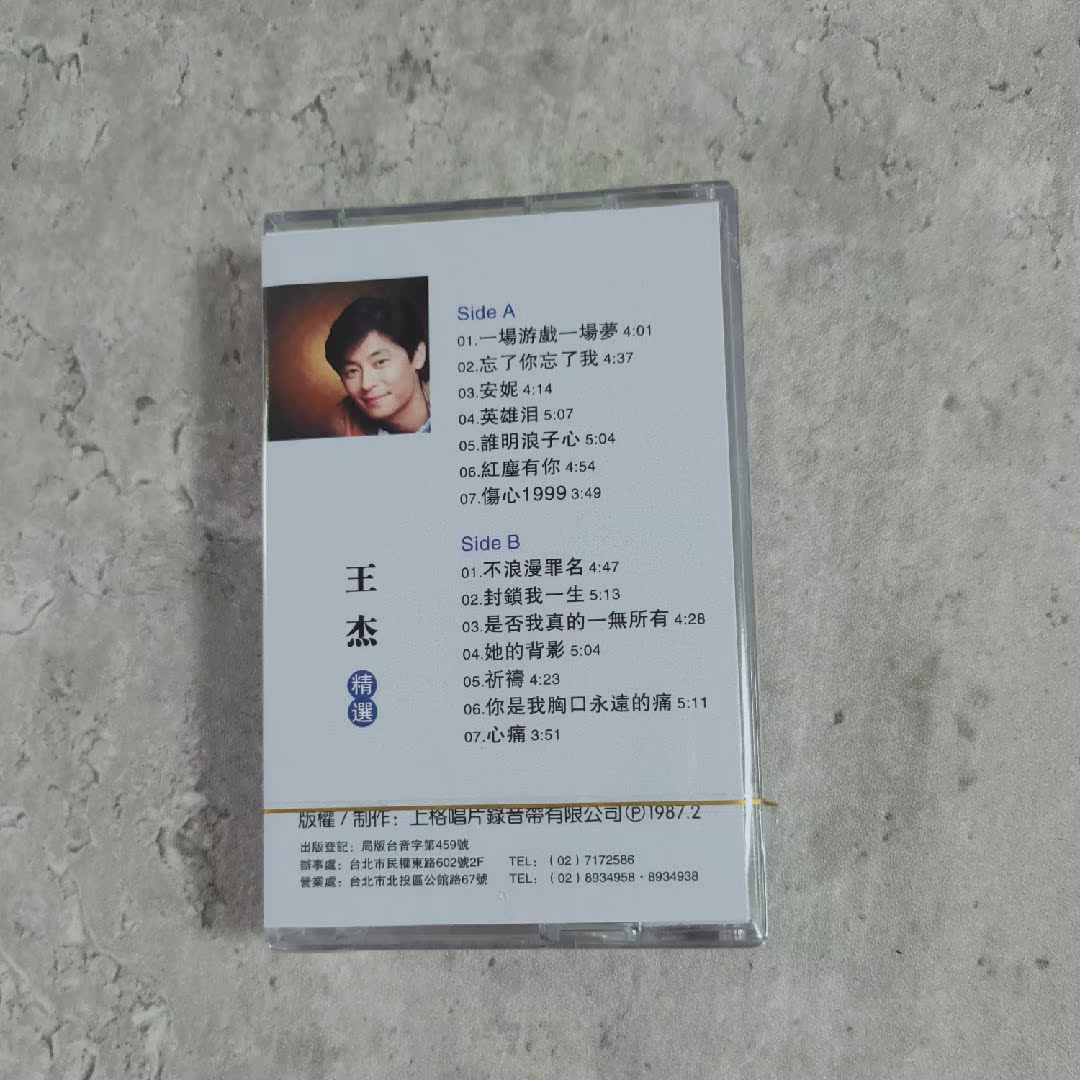 Side A
01.一場游戲一場夢 4:01
02.忘了你忘了我 4:37
03.安妮 4:14
04.英雄泪 5:07
05.誰明浪子心 5:04
06.紅塵有你 4:54
07.傷心1999 3:49
Side B
01.不浪漫罪名 4:47
02.封鎖我一生 5:13
03.是否我真的一無所有 4:28
04.她的背影 5:04
05.祈禱 4:23
06.你是我胸口永遠的痛 5:11
07.心痛 3:51
王
杰
精
選
版權 / 制作：上格唱片錄音帶有限公司Ⓟ1987.2
出版登記：局版台音字第459號
辦事處：台北市民權東路602號2F TEL：(02) 7172586
營業處：台北市北投區公館路67號 TEL：(02) 8934958・8934938